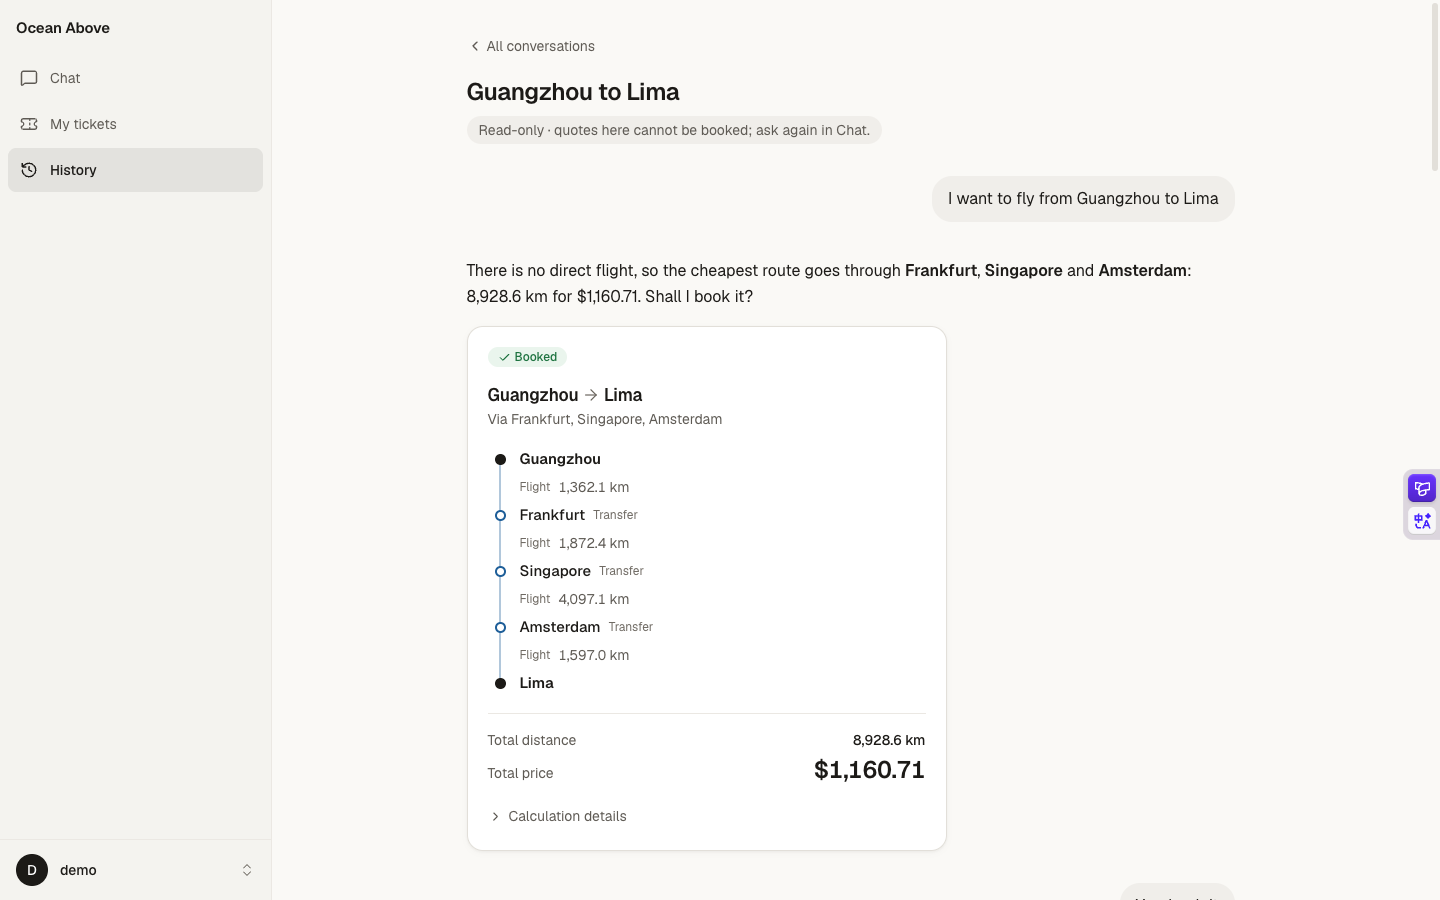 Ocean Above
Chat
My tickets
History
All conversations
Guangzhou to Lima
Read-only · quotes here cannot be booked; ask again in Chat.
I want to fly from Guangzhou to Lima
There is no direct flight, so the cheapest route goes through Frankfurt, Singapore and Amsterdam:
8,928.6 km for $1,160.71. Shall I book it?
Booked
Guangzhou → Lima
Via Frankfurt, Singapore, Amsterdam
Guangzhou
Flight 1,362.1 km
Frankfurt Transfer
Flight 1,872.4 km
Singapore Transfer
Flight 4,097.1 km
Amsterdam Transfer
Flight 1,597.0 km
Lima
Total distance 8,928.6 km
Total price $1,160.71
Calculation details
D demo